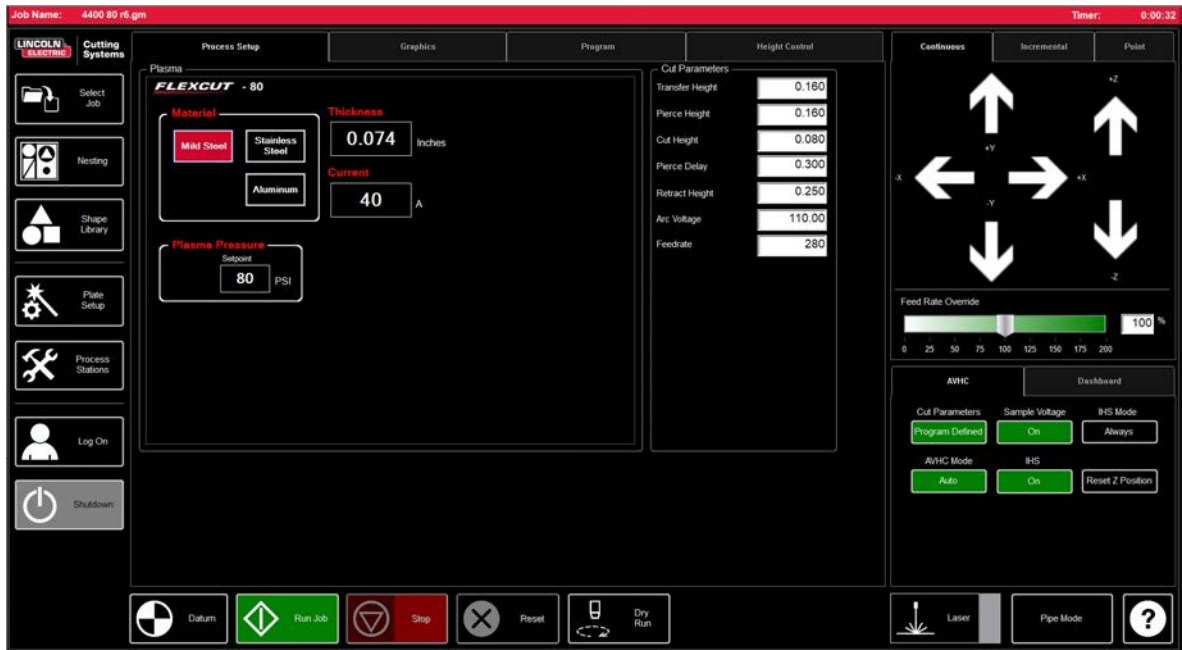 Job Name: 4400 80 r6.gm Timer: 0:00:32
LINCOLN ELECTRIC
Cutting
Systems
Select
Job
Nesting
Shape
Library
Plate
Setup
Process
Stations
Log On
Shutdown
Process Setup Graphics Program Height Control
Plasma
FLEXCUT - 80
Material
Mild Steel
Stainless
Steel
Aluminum
Thickness
0.074 Inches
Current
40 A
Plasma Pressure
Setpoint
80 PSI
Cut Parameters
Transfer Height 0.160
Pierce Height 0.160
Cut Height 0.080
Pierce Delay 0.300
Retract Height 0.250
Arc Voltage 110.00
Feedrate 280
Continuous Incremental Point
+Z
+Y
-X +X
-Y
-Z
Feed Rate Override
100 %
0 25 50 75 100 125 150 175 200
AVHC Dashboard
Cut Parameters Sample Voltage IHS Mode
Program Defined On Always
AVHC Mode IHS
Auto On Reset Z Position
Datum
Run Job
Stop
Reset
Dry
Run
Laser
Pipe Mode
?